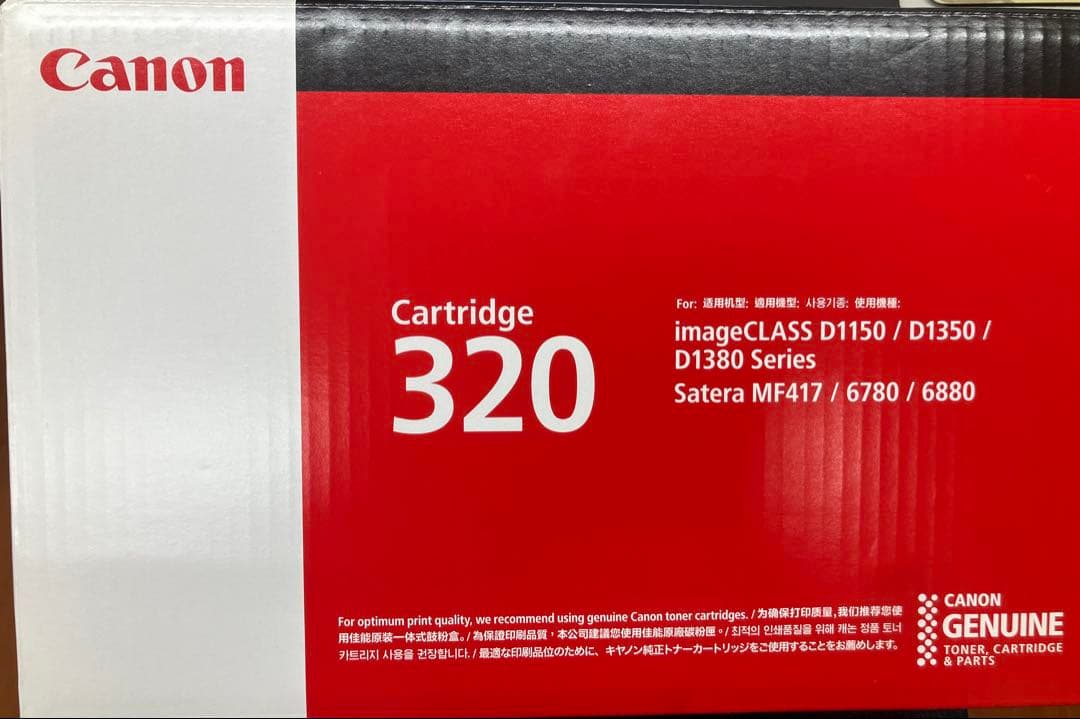 Canon
Cartridge
320
For: 适用机型: 適用機型: 사용기종: 使用機種:
imageCLASS D1150 / D1350 /
D1380 Series
Satera MF417 / 6780 / 6880
For optimum print quality, we recommend using genuine Canon toner cartridges. / 为确保打印质量,我们推荐您使
用佳能原装一体式鼓粉盒。/ 為保證印刷品質，本公司建議您使用佳能原廠碳粉匣。/ 최적의 인쇄품질을 위해 캐논 정품 토너
카트리지 사용을 권장합니다. / 最適な印刷品位のために、キヤノン純正トナーカートリッジをご使用することをお薦めします。
CANON
GENUINE
TONER, CARTRIDGE
& PARTS